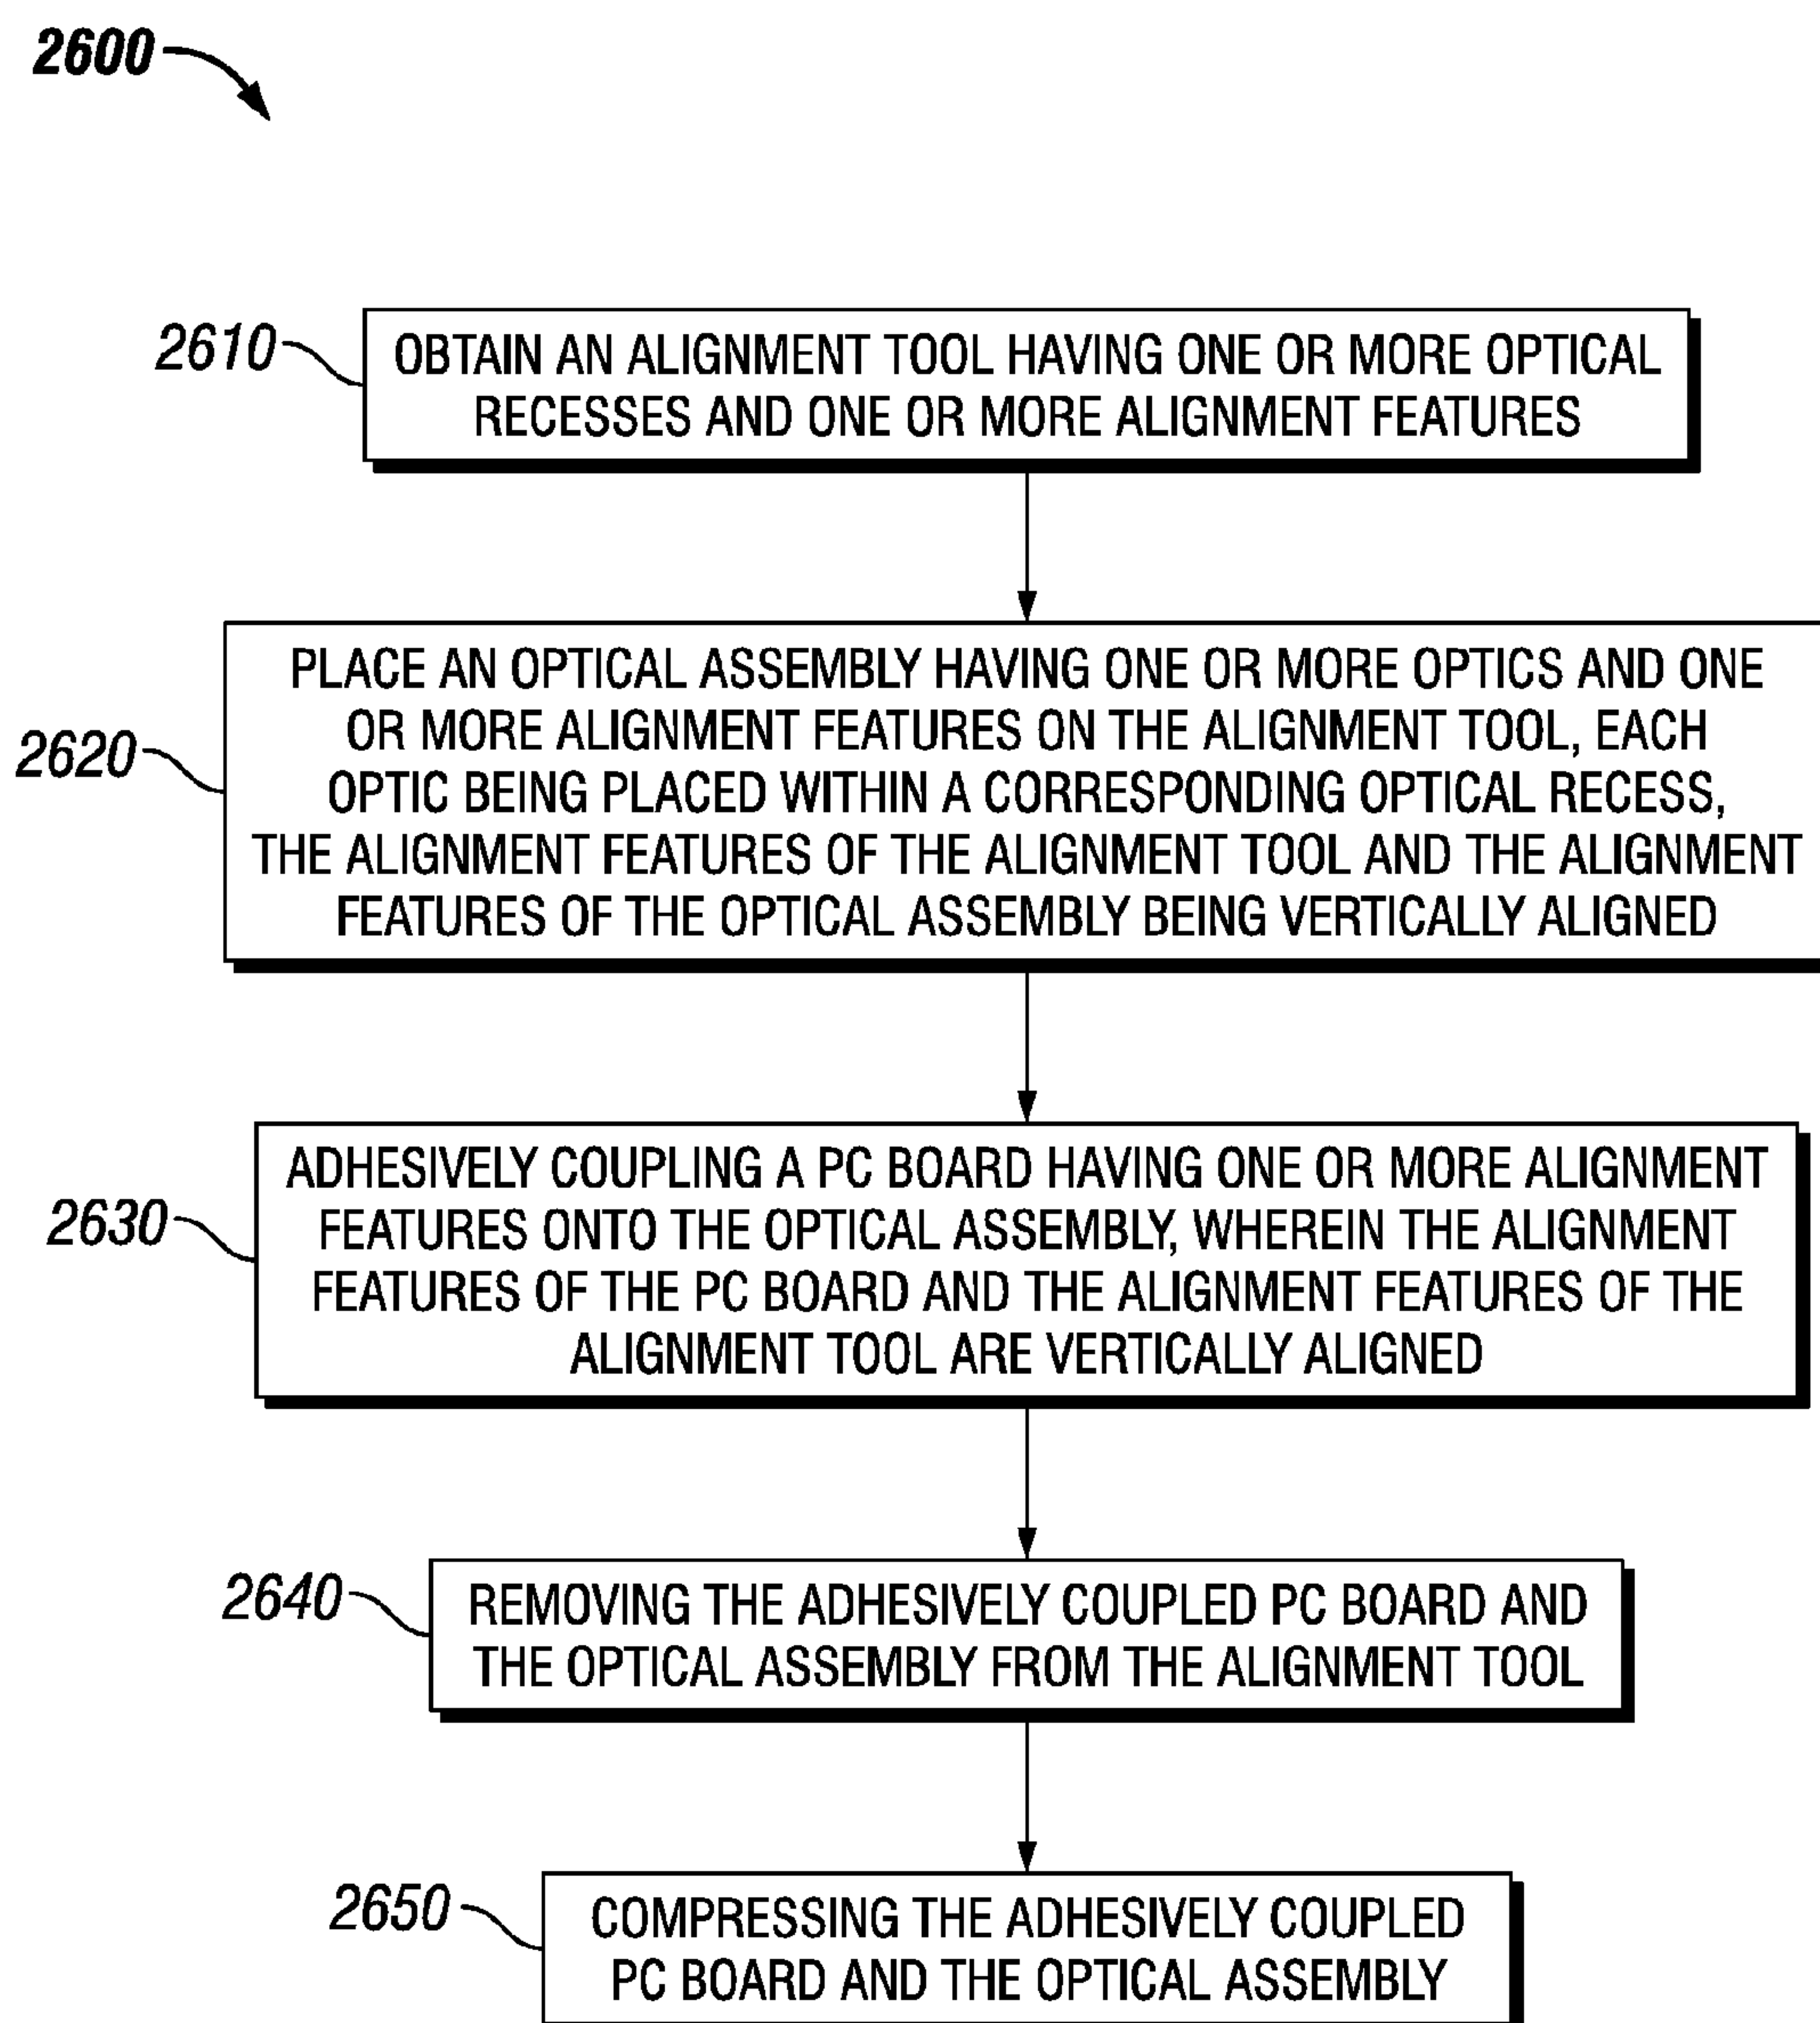 2600
2610
OBTAIN AN ALIGNMENT TOOL HAVING ONE OR MORE OPTICAL
RECESSES AND ONE OR MORE ALIGNMENT FEATURES
2620
PLACE AN OPTICAL ASSEMBLY HAVING ONE OR MORE OPTICS AND ONE
OR MORE ALIGNMENT FEATURES ON THE ALIGNMENT TOOL, EACH
OPTIC BEING PLACED WITHIN A CORRESPONDING OPTICAL RECESS,
THE ALIGNMENT FEATURES OF THE ALIGNMENT TOOL AND THE ALIGNMENT
FEATURES OF THE OPTICAL ASSEMBLY BEING VERTICALLY ALIGNED
2630
ADHESIVELY COUPLING A PC BOARD HAVING ONE OR MORE ALIGNMENT
FEATURES ONTO THE OPTICAL ASSEMBLY, WHEREIN THE ALIGNMENT
FEATURES OF THE PC BOARD AND THE ALIGNMENT FEATURES OF THE
ALIGNMENT TOOL ARE VERTICALLY ALIGNED
2640
REMOVING THE ADHESIVELY COUPLED PC BOARD AND
THE OPTICAL ASSEMBLY FROM THE ALIGNMENT TOOL
2650
COMPRESSING THE ADHESIVELY COUPLED
PC BOARD AND THE OPTICAL ASSEMBLY